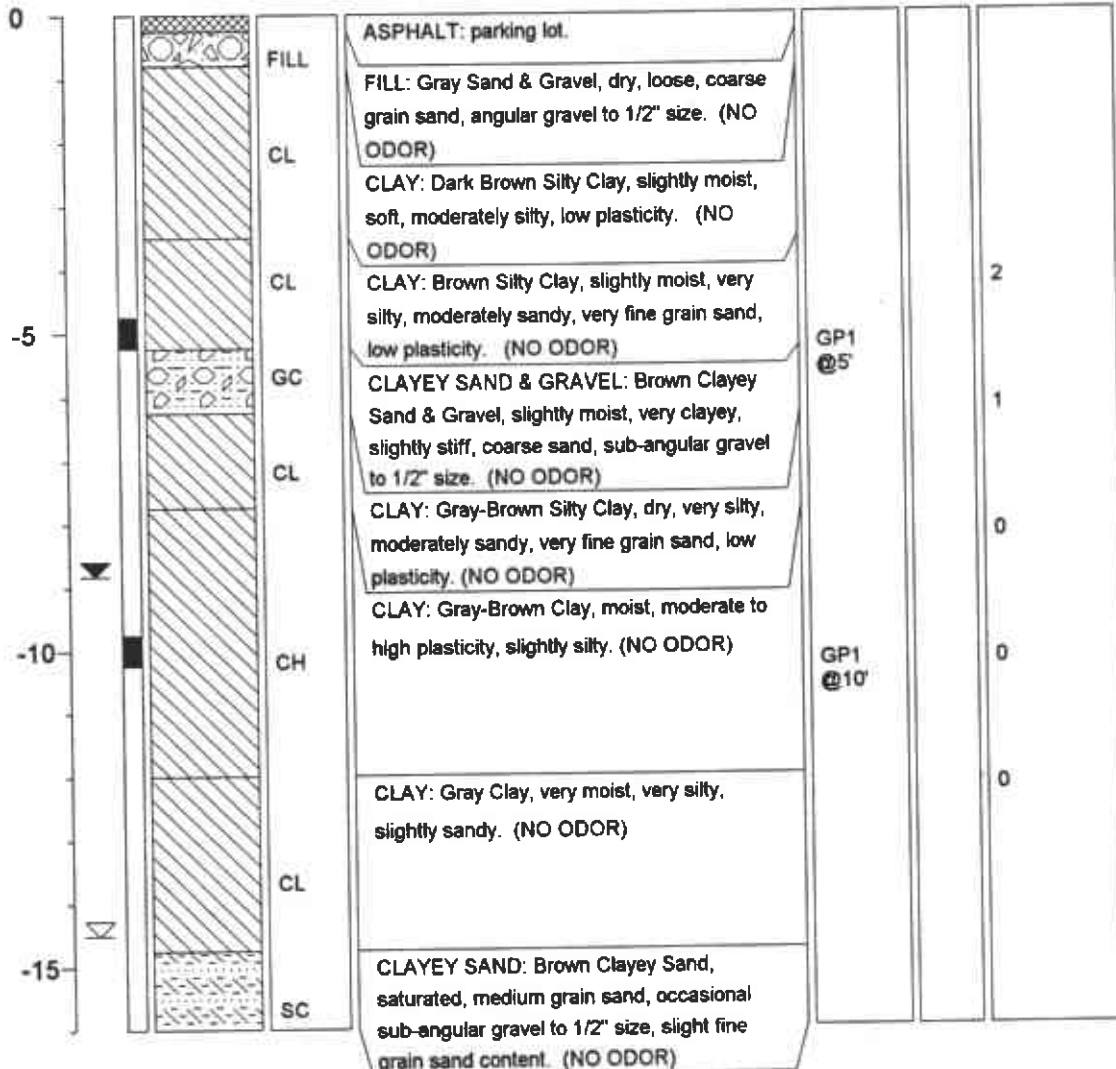 0
ASPHALT: parking lot.
FILL
FILL: Gray Sand & Gravel, dry, loose, coarse
grain sand, angular gravel to 1/2" size. (NO
ODOR)
CL
CLAY: Dark Brown Silty Clay, slightly moist,
soft, moderately silty, low plasticity. (NO
ODOR)
CL
CLAY: Brown Silty Clay, slightly moist, very
silty, moderately sandy, very fine grain sand,
low plasticity. (NO ODOR)
2
-5
GP1
@5'
GC
CLAYEY SAND & GRAVEL: Brown Clayey
Sand & Gravel, slightly moist, very clayey,
slightly stiff, coarse sand, sub-angular gravel
to 1/2" size. (NO ODOR)
1
CL
CLAY: Gray-Brown Silty Clay, dry, very silty,
moderately sandy, very fine grain sand, low
plasticity. (NO ODOR)
0
CLAY: Gray-Brown Clay, moist, moderate to
high plasticity, slightly silty. (NO ODOR)
-10
CH
GP1
@10'
0
0
CLAY: Gray Clay, very moist, very silty,
slightly sandy. (NO ODOR)
CL
-15
CLAYEY SAND: Brown Clayey Sand,
saturated, medium grain sand, occasional
sub-angular gravel to 1/2" size, slight fine
grain sand content. (NO ODOR)
SC